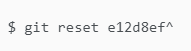 $ git reset e12d8ef^